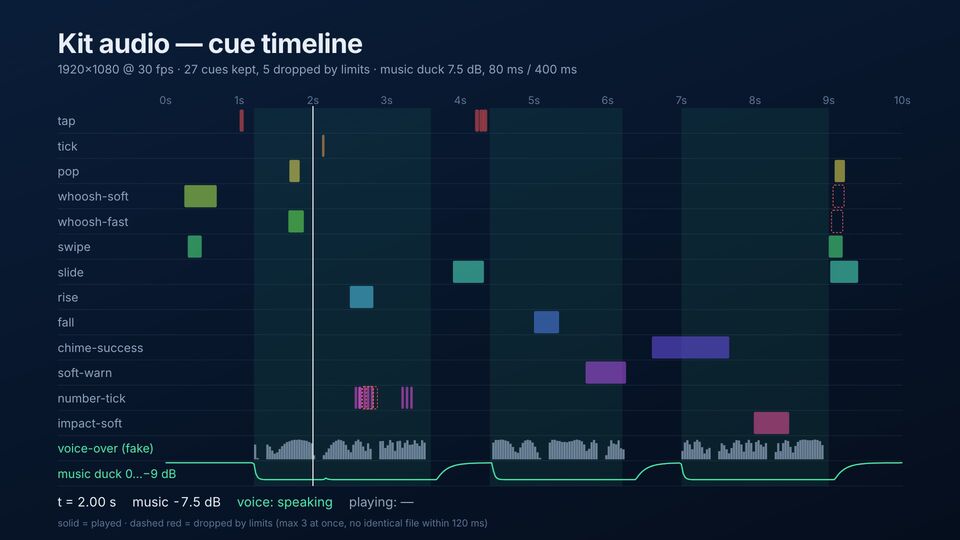 Kit audio — cue timeline
1920×1080 @ 30 fps · 27 cues kept, 5 dropped by limits · music duck 7.5 dB, 80 ms / 400 ms
0s 1s 2s 3s 4s 5s 6s 7s 8s 9s 10s
tap
tick
pop
whoosh-soft
whoosh-fast
swipe
slide
rise
fall
chime-success
soft-warn
number-tick
impact-soft
voice-over (fake)
music duck 0…−9 dB
t = 2.00 s music -7.5 dB voice: speaking playing: —
solid = played · dashed red = dropped by limits (max 3 at once, no identical file within 120 ms)